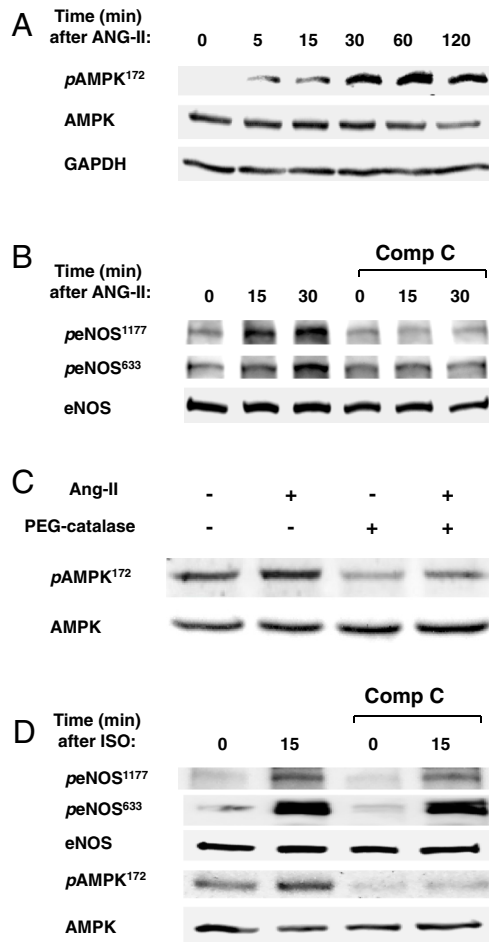 A
Time (min)
after ANG-II: 0 5 15 30 60 120
pAMPK¹⁷²
AMPK
GAPDH
B
Comp C
Time (min)
after ANG-II: 0 15 30 0 15 30
peNOS¹¹⁷⁷
peNOS⁶³³
eNOS
C
Ang-II - + - +
PEG-catalase - - + +
pAMPK¹⁷²
AMPK
Comp C
D
Time (min)
after ISO: 0 15 0 15
peNOS¹¹⁷⁷
peNOS⁶³³
eNOS
pAMPK¹⁷²
AMPK